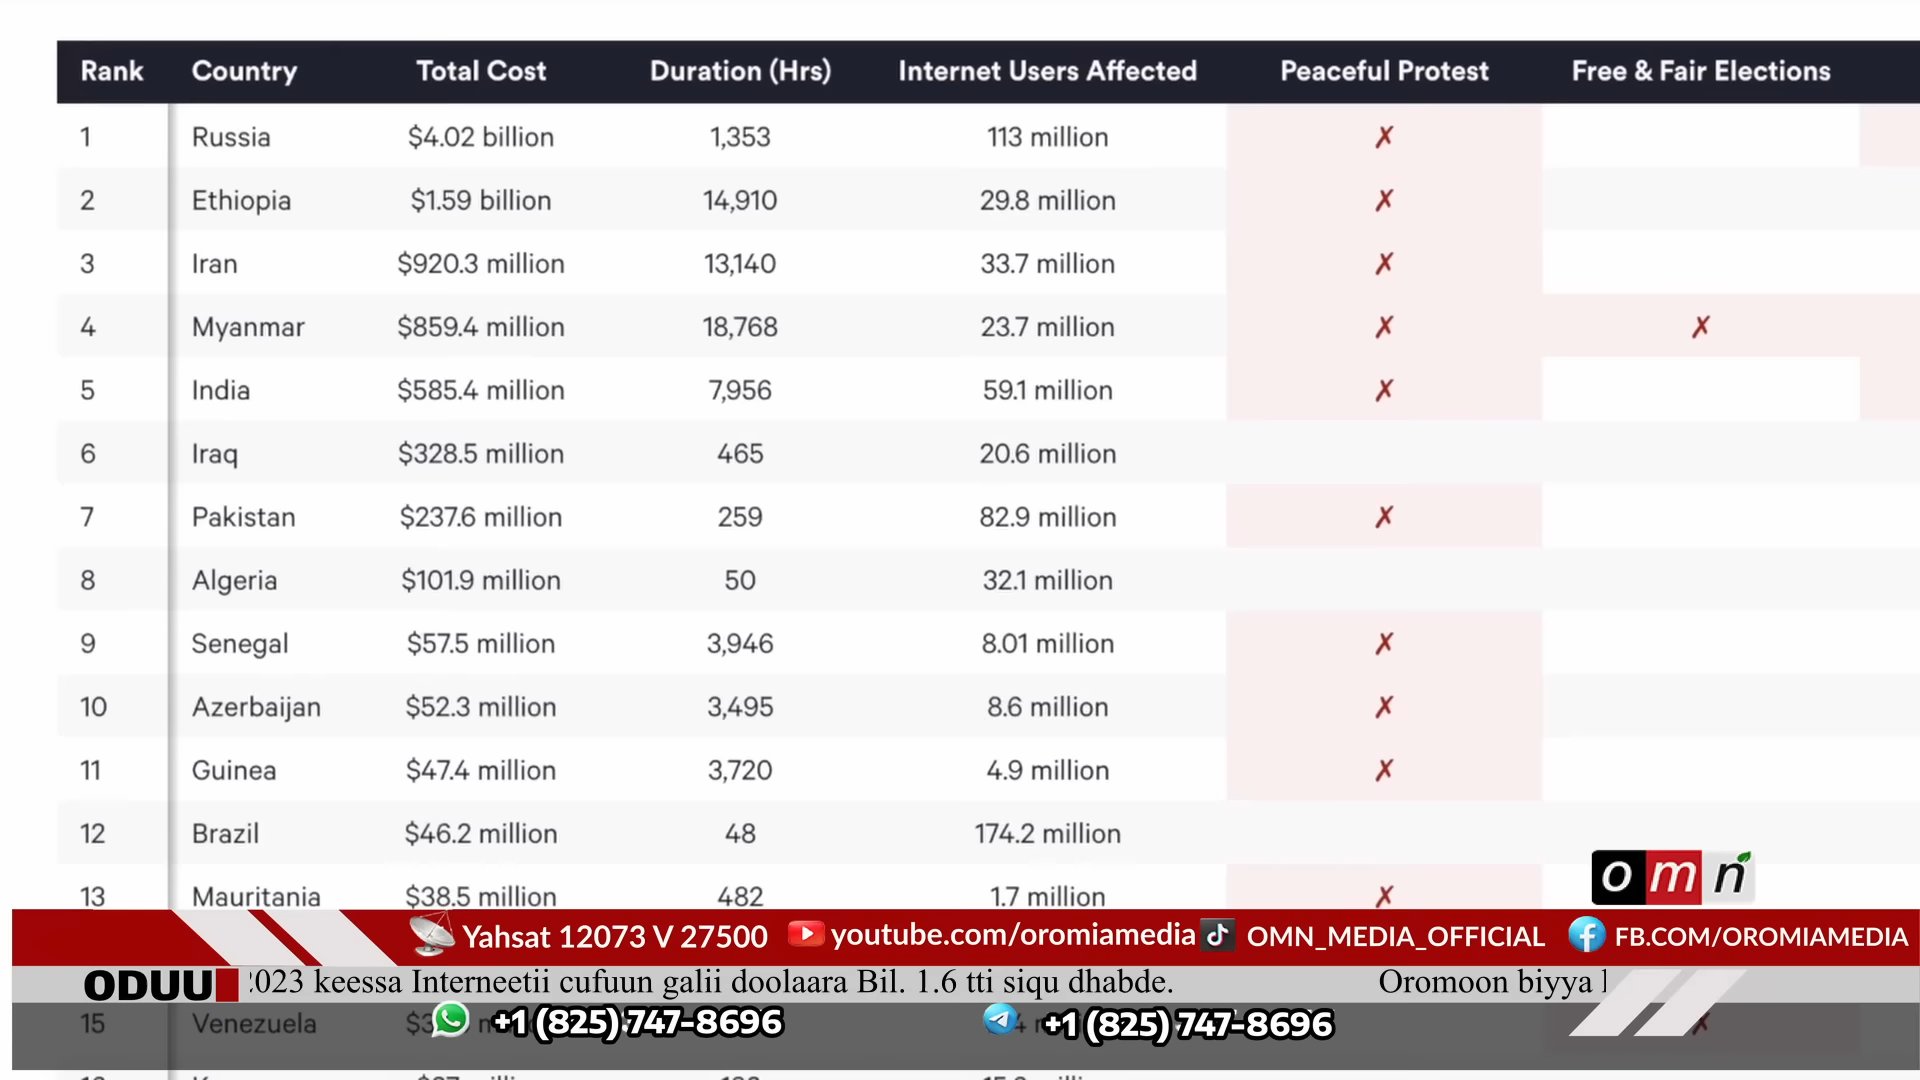 Rank Country Total Cost Duration (Hrs) Internet Users Affected Peaceful Protest Free & Fair Elections
1 Russia $4.02 billion 1,353 113 million ✗
2 Ethiopia $1.59 billion 14,910 29.8 million ✗
3 Iran $920.3 million 13,140 33.7 million ✗
4 Myanmar $859.4 million 18,768 23.7 million ✗ ✗
5 India $585.4 million 7,956 59.1 million ✗
6 Iraq $328.5 million 465 20.6 million
7 Pakistan $237.6 million 259 82.9 million ✗
8 Algeria $101.9 million 50 32.1 million
9 Senegal $57.5 million 3,946 8.01 million ✗
10 Azerbaijan $52.3 million 3,495 8.6 million ✗
11 Guinea $47.4 million 3,720 4.9 million ✗
12 Brazil $46.2 million 48 174.2 million
omn
13 Mauritania $38.5 million 482 1.7 million ✗
Yahsat 12073 V 27500 youtube.com/oromiamedia OMN_MEDIA_OFFICIAL FB.COM/OROMIAMEDIA
ODUU 2023 keessa Interneetii cufuun galii doolaara Bil. 1.6 tti siqu dhabde. Oromoon biyya
15 Venezuela +1 (825) 747-8696 +1 (825) 747-8696 ✗